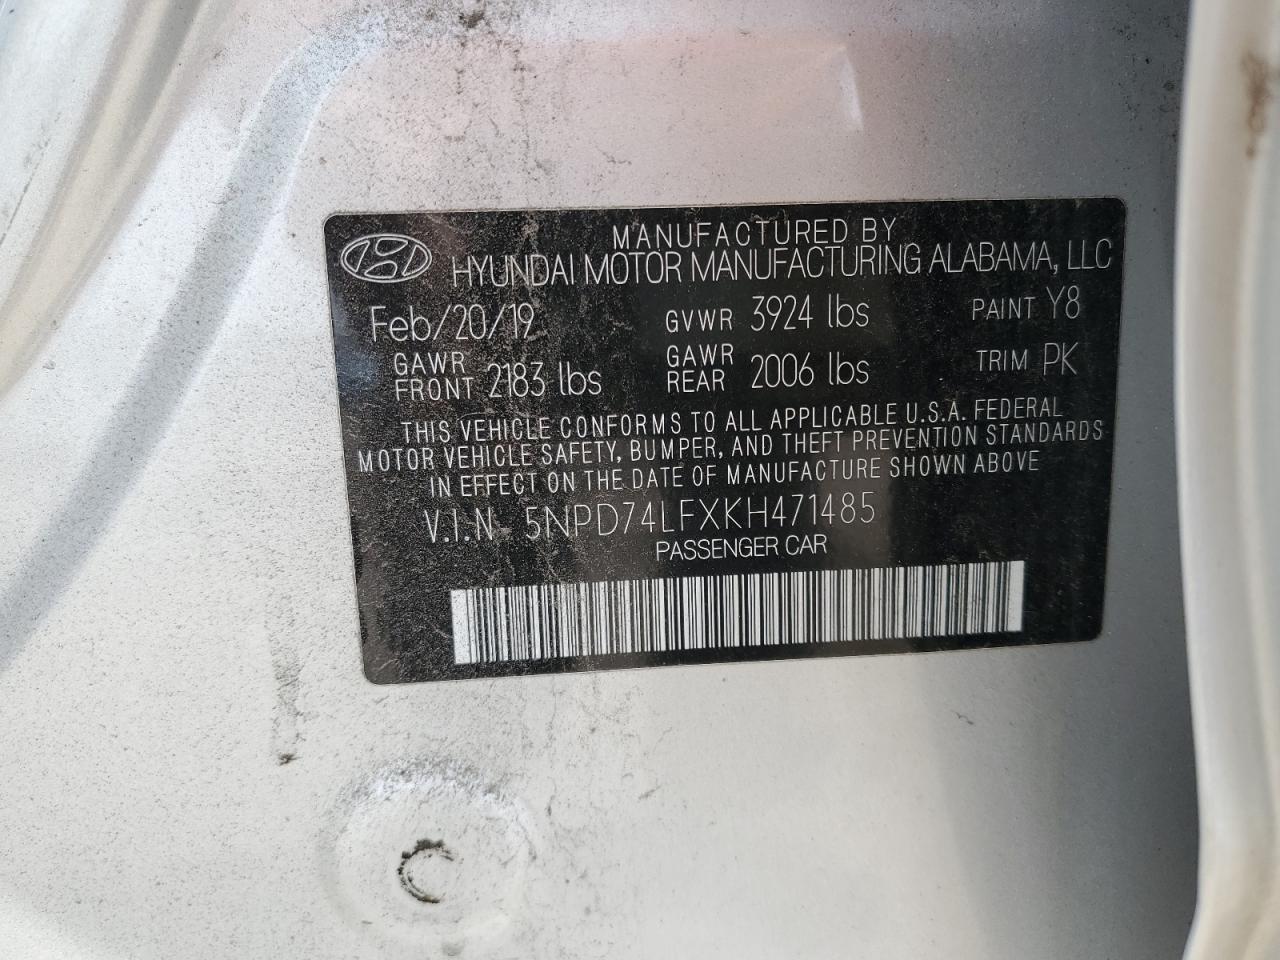 MANUFACTURED BY
HYUNDAI MOTOR MANUFACTURING ALABAMA, LLC
Feb/20/19 GVWR 3924 lbs PAINT Y8
GAWR FRONT 2183 lbs GAWR REAR 2006 lbs TRIM PK
THIS VEHICLE CONFORMS TO ALL APPLICABLE U.S.A. FEDERAL
MOTOR VEHICLE SAFETY, BUMPER, AND THEFT PREVENTION STANDARDS
IN EFFECT ON THE DATE OF MANUFACTURE SHOWN ABOVE
V.I.N- 5NPD74LFXKH471485
PASSENGER CAR